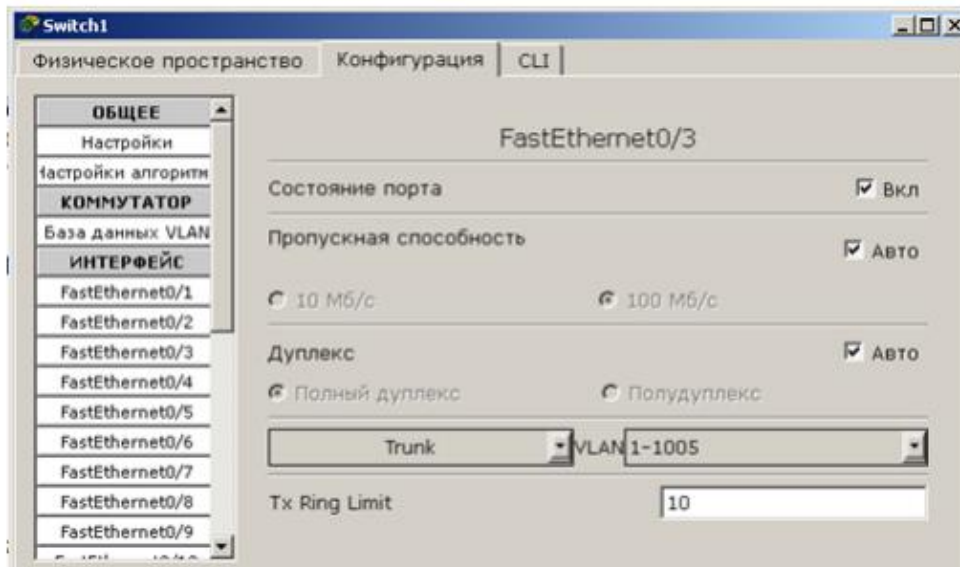 Switch1
Физическое пространство Конфигурация CLI
ОБЩЕЕ
Настройки
Настройки алгоритм
КОММУТАТОР
База данных VLAN
ИНТЕРФЕЙС
FastEthernet0/1
FastEthernet0/2
FastEthernet0/3
FastEthernet0/4
FastEthernet0/5
FastEthernet0/6
FastEthernet0/7
FastEthernet0/8
FastEthernet0/9
FastEthernet0/3
Состояние порта Вкл
Пропускная способность Авто
10 Мб/с 100 Мб/с
Дуплекс Авто
Полный дуплекс Полудуплекс
Trunk VLAN 1-1005
Tx Ring Limit 10